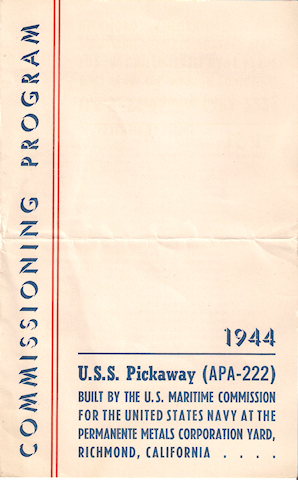 COMMISSIONING PROGRAM
1944
U.S.S. Pickaway (APA-222)
BUILT BY THE U.S. MARITIME COMMISSION
FOR THE UNITED STATES NAVY AT THE
PERMANENTE METALS CORPORATION YARD,
RICHMOND, CALIFORNIA . . . .